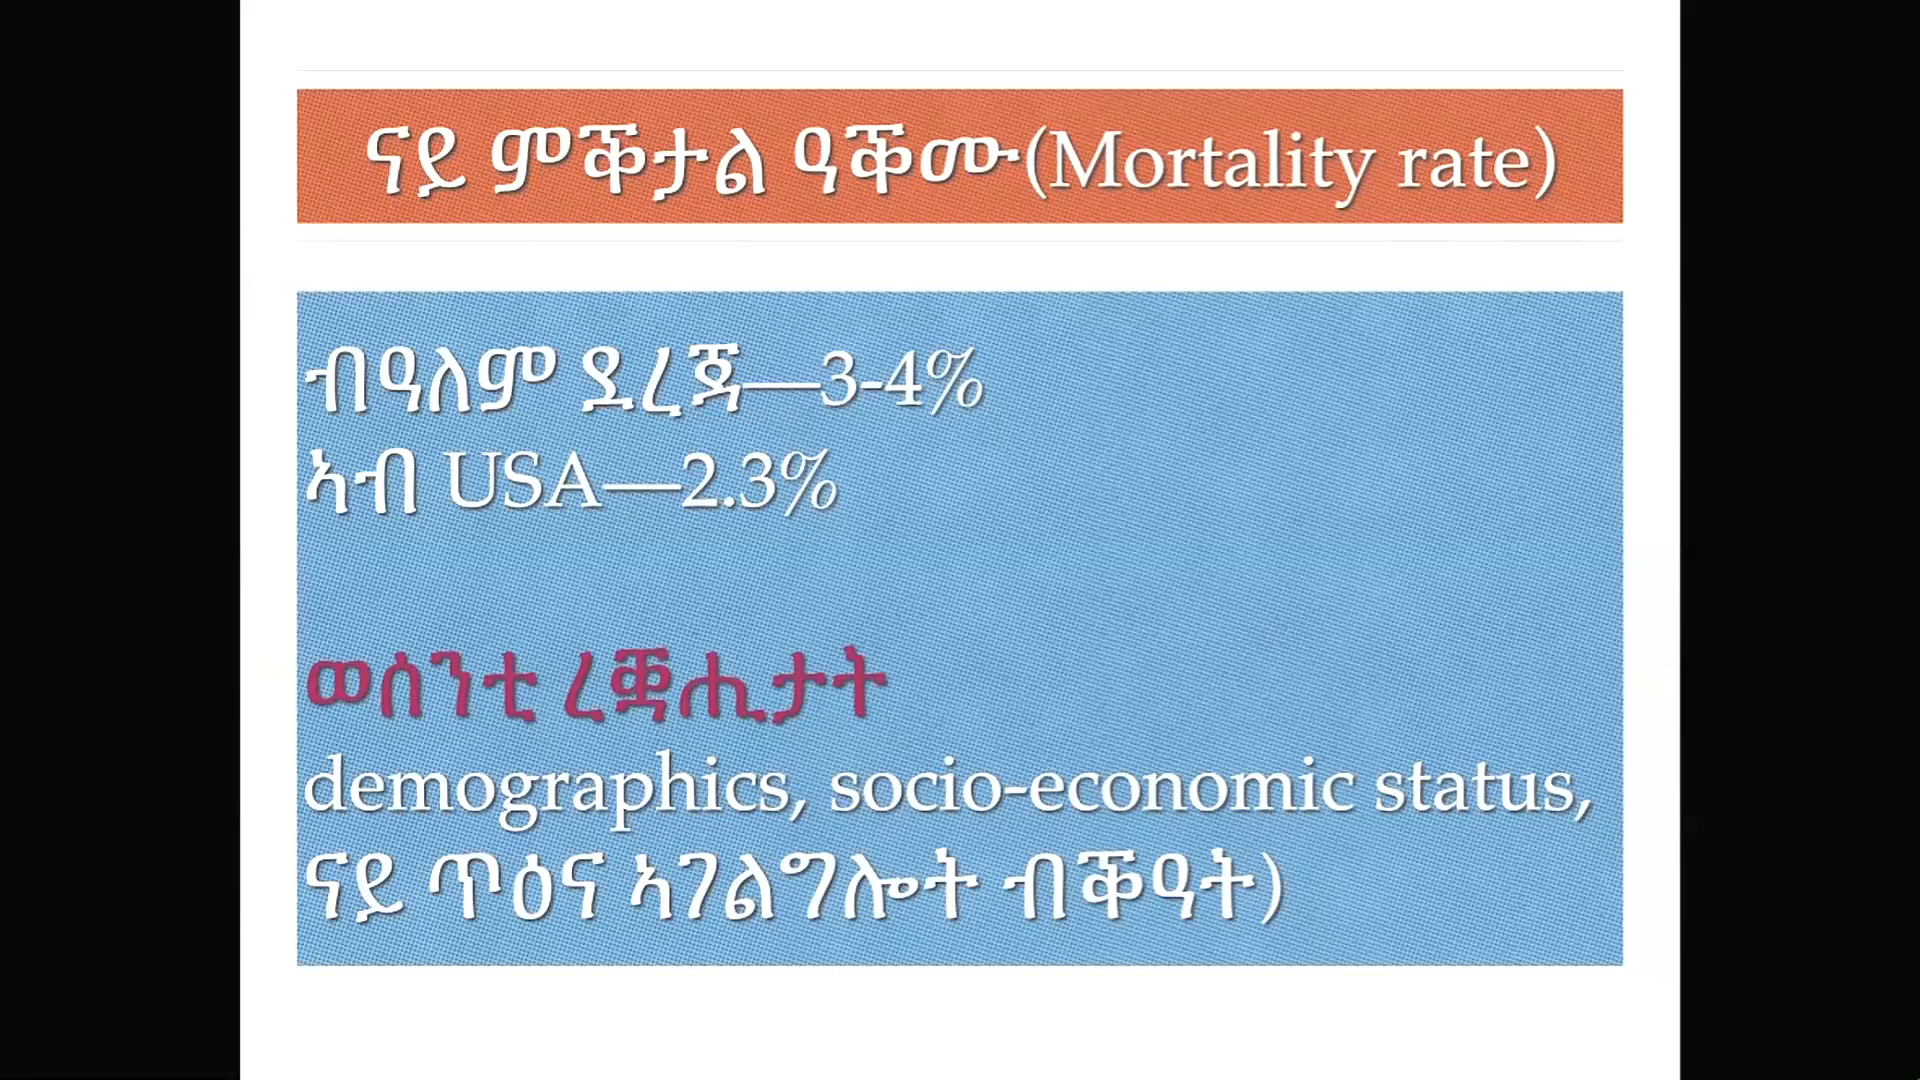 ናይ ምቕታል ዓቕሙ(Mortality rate)
ብዓለም ደረጃ—3-4%
ኣብ USA—2.3%
ወሰንቲ ረቛሒታት
demographics, socio-economic status,
ናይ ጥዕና ኣገልግሎት ብቕዓት)